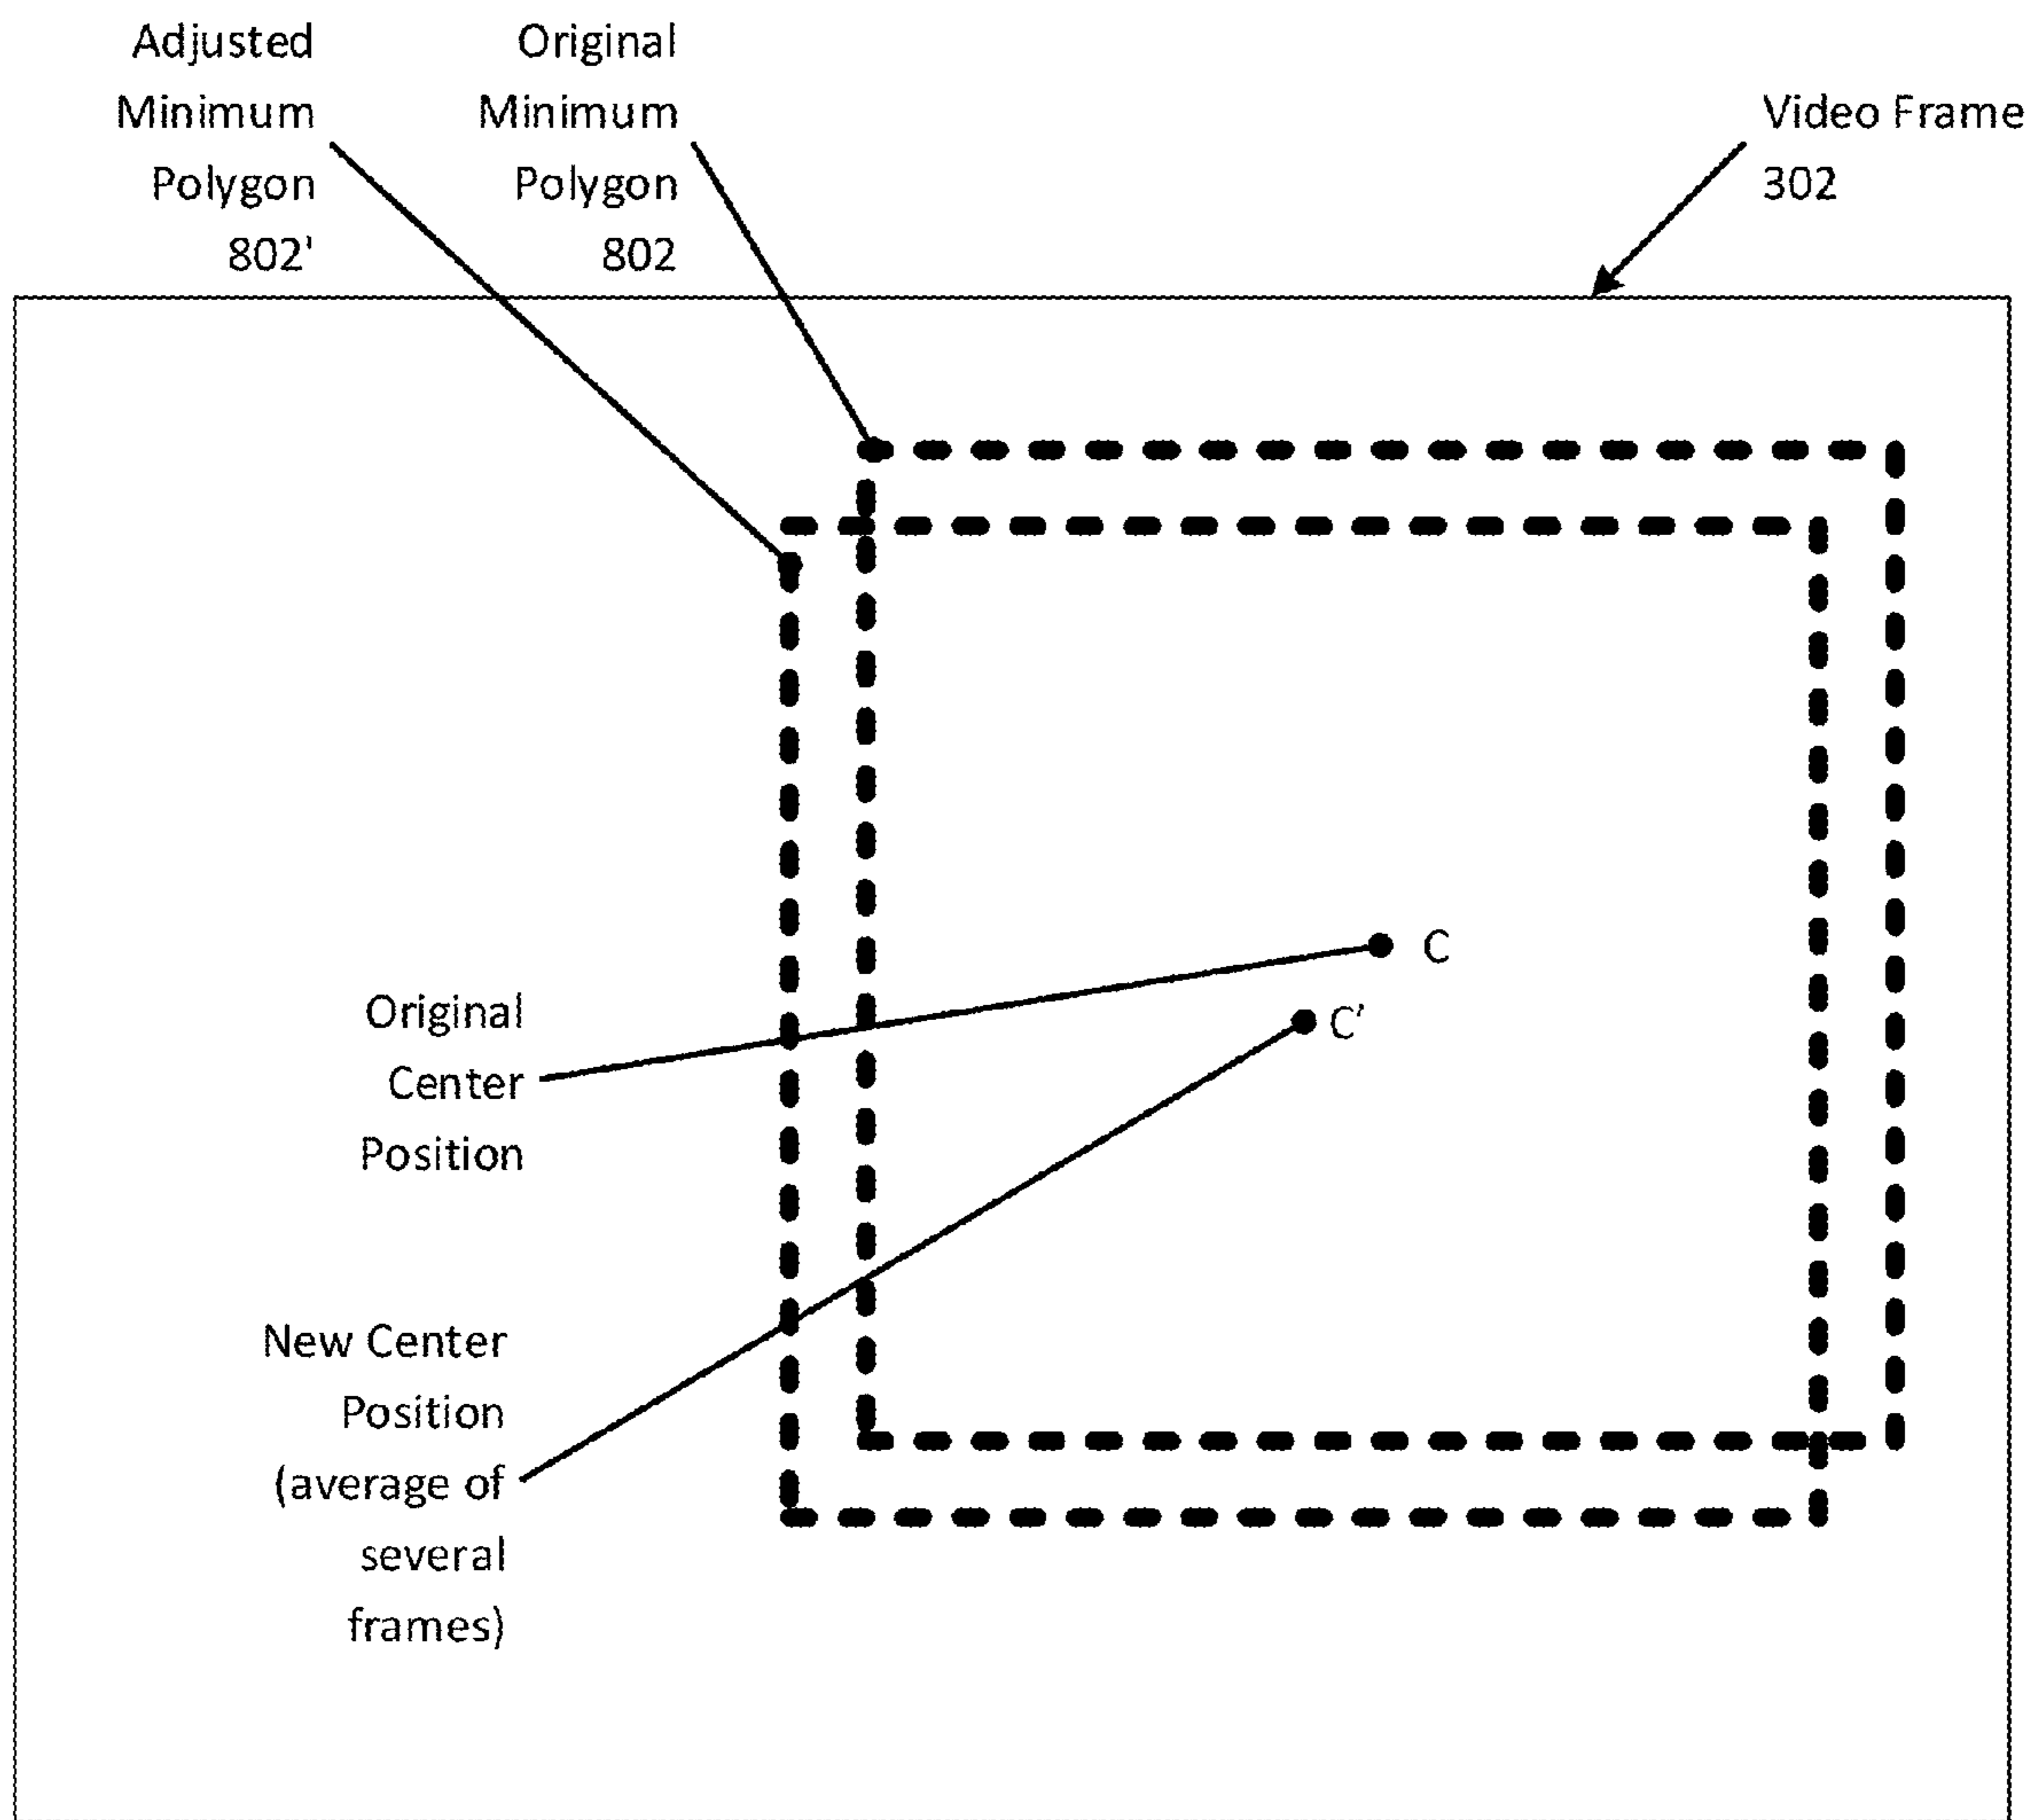 Adjusted
Minimum
Polygon
802'
Original
Minimum
Polygon
802
Video Frame
302
C
C'
Original
Center
Position
New Center
Position
(average of
several
frames)